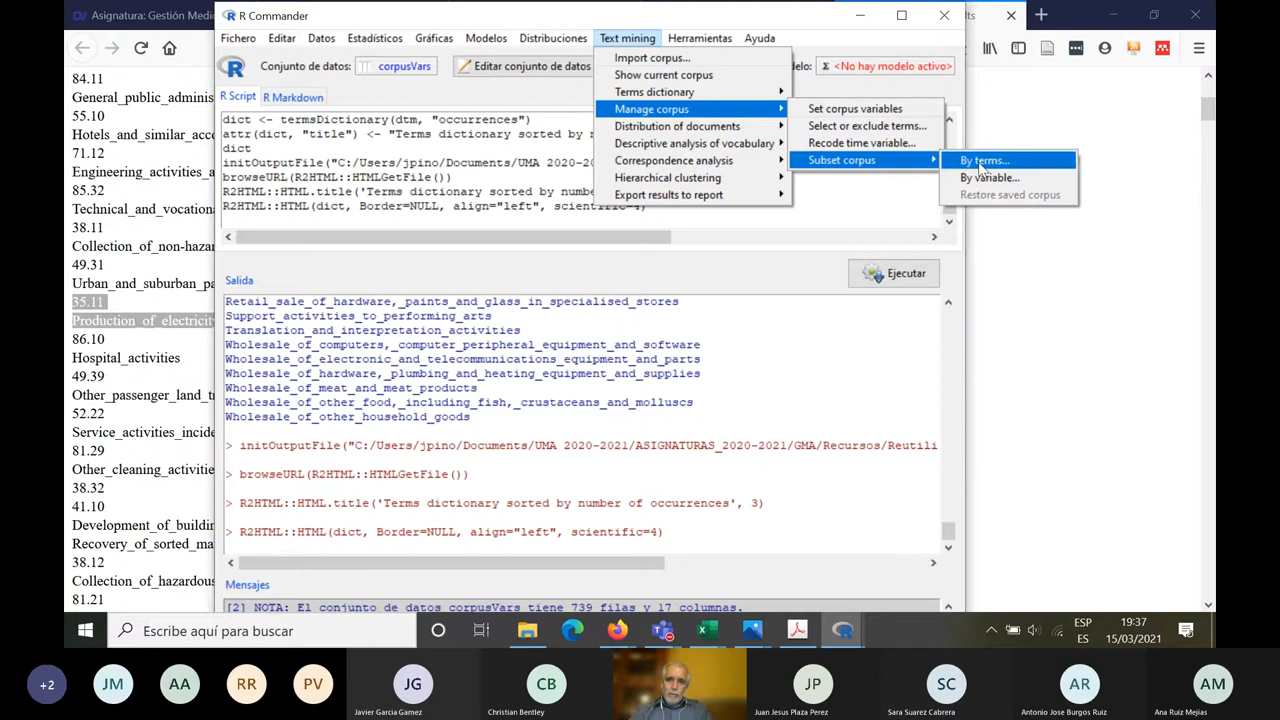 Asignatura: Gestión Medi
R Commander
lts
Fichero Editar Datos Estadísticos Gráficas Modelos Distribuciones Text mining Herramientas Ayuda
Conjunto de datos: corpusVars Editar conjunto de datos
delo: Σ <No hay modelo activo>
R Script R Markdown
Import corpus...
Show current corpus
Terms dictionary
Manage corpus
Distribution of documents
Descriptive analysis of vocabulary
Correspondence analysis
Hierarchical clustering
Export results to report
Set corpus variables
Select or exclude terms...
Recode time variable...
Subset corpus
By terms...
By variable...
Restore saved corpus
dict <- termsDictionary(dtm, "occurrences")
attr(dict, "title") <- "Terms dictionary sorted by n
dict
initOutputFile("C:/Users/jpino/Documents/UMA 2020-20
browseURL(R2HTML::HTMLGetFile())
R2HTML::HTML.title('Terms dictionary sorted by numbe
R2HTML::HTML(dict, Border=NULL, align="left", scientific=4)
84.11
General_public_adminis
55.10
Hotels_and_similar_acc
71.12
Engineering_activities_
85.32
Technical_and_vocationa
38.11
Collection_of_non-hazar
49.31
Urban_and_suburban_pa
35.11
Production_of_electricity
86.10
Hospital_activities
49.39
Other_passenger_land_tr
52.22
Service_activities_incide
81.29
Other_cleaning_activitie
38.32
41.10
Development_of_buildin
Recovery_of_sorted_ma
38.12
Collection_of_hazardous
81.21
Salida
Ejecutar
Retail_sale_of_hardware,_paints_and_glass_in_specialised_stores
Support_activities_to_performing_arts
Translation_and_interpretation_activities
Wholesale_of_computers,_computer_peripheral_equipment_and_software
Wholesale_of_electronic_and_telecommunications_equipment_and_parts
Wholesale_of_hardware,_plumbing_and_heating_equipment_and_supplies
Wholesale_of_meat_and_meat_products
Wholesale_of_other_food,_including_fish,_crustaceans_and_molluscs
Wholesale_of_other_household_goods
> initOutputFile("C:/Users/jpino/Documents/UMA 2020-2021/ASIGNATURAS_2020-2021/GMA/Recursos/Reutili
> browseURL(R2HTML::HTMLGetFile())
> R2HTML::HTML.title('Terms dictionary sorted by number of occurrences', 3)
> R2HTML::HTML(dict, Border=NULL, align="left", scientific=4)
Mensajes
[2] NOTA: El conjunto de datos corpusVars tiene 739 filas y 17 columnas.
Escribe aquí para buscar
ESP
ES
19:37
15/03/2021
+2 JM AA RR PV JG CB JP SC AR AM
Javier Garcia Gamez
Christian Bentley
Juan Jesus Plaza Perez
Sara Suarez Cabrera
Antonio Jose Burgos Ruiz
Ana Ruiz Mejias